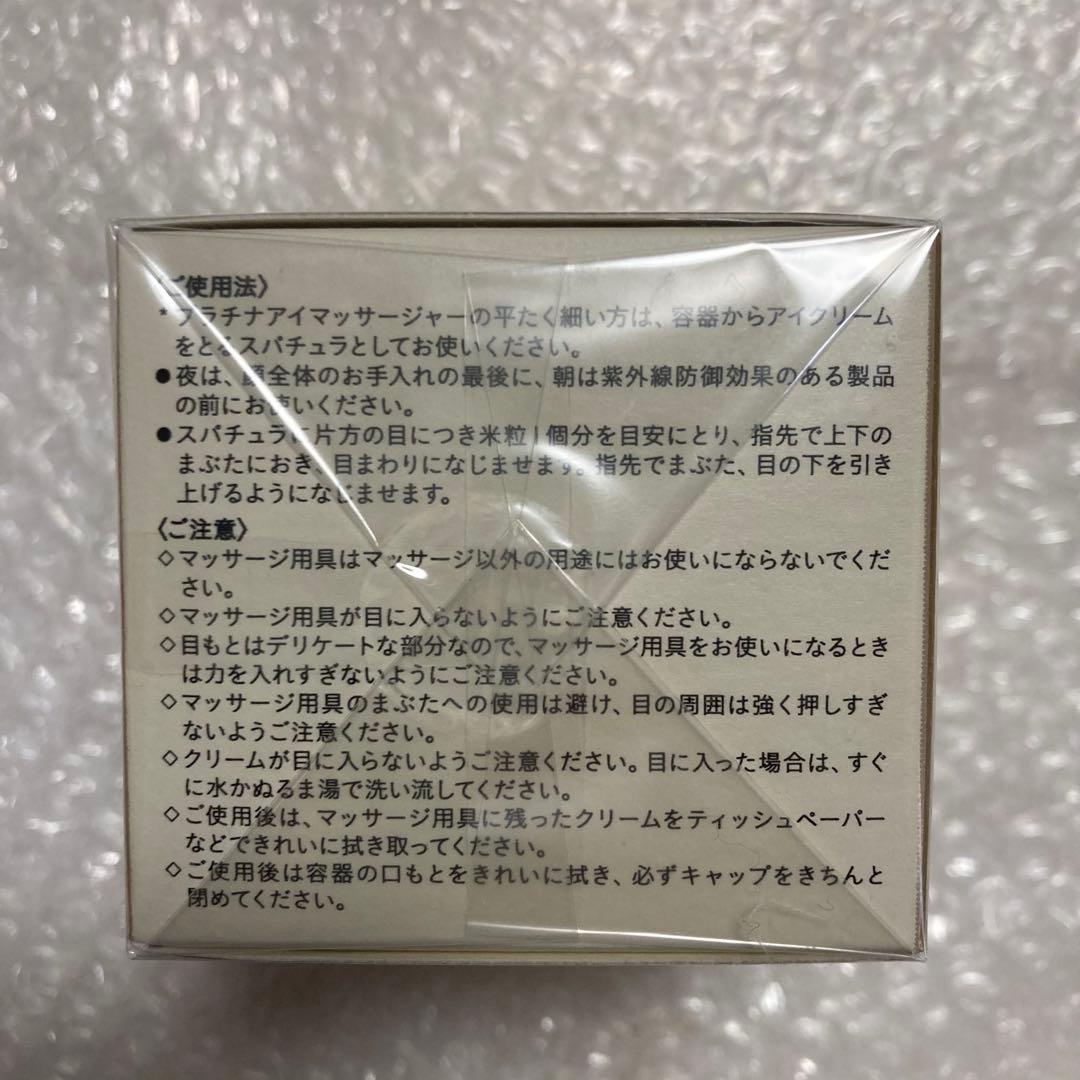 〈ご使用法〉
*プラチナアイマッサージャーの平たく細い方は、容器からアイクリーム
をとるスパチュラとしてお使いください。
●夜は、顔全体のお手入れの最後に、朝は紫外線防御効果のある製品
の前にお使いください。
●スパチュラに片方の目につき米粒1個分を目安にとり、指先で上下の
まぶたにおき、目まわりになじませます。指先でまぶた、目の下を引き
上げるようになじませます。
〈ご注意〉
◇マッサージ用具はマッサージ以外の用途にはお使いにならないでくだ
さい。
◇マッサージ用具が目に入らないようにご注意ください。
◇目もとはデリケートな部分なので、マッサージ用具をお使いになるとき
は力を入れすぎないようにご注意ください。
◇マッサージ用具のまぶたへの使用は避け、目の周囲は強く押しすぎ
ないようご注意ください。
◇クリームが目に入らないようご注意ください。目に入った場合は、すぐ
に水かぬるま湯で洗い流してください。
◇ご使用後は、マッサージ用具に残ったクリームをティッシュペーパー
などできれいに拭き取ってください。
◇ご使用後は容器の口もとをきれいに拭き、必ずキャップをきちんと
閉めてください。